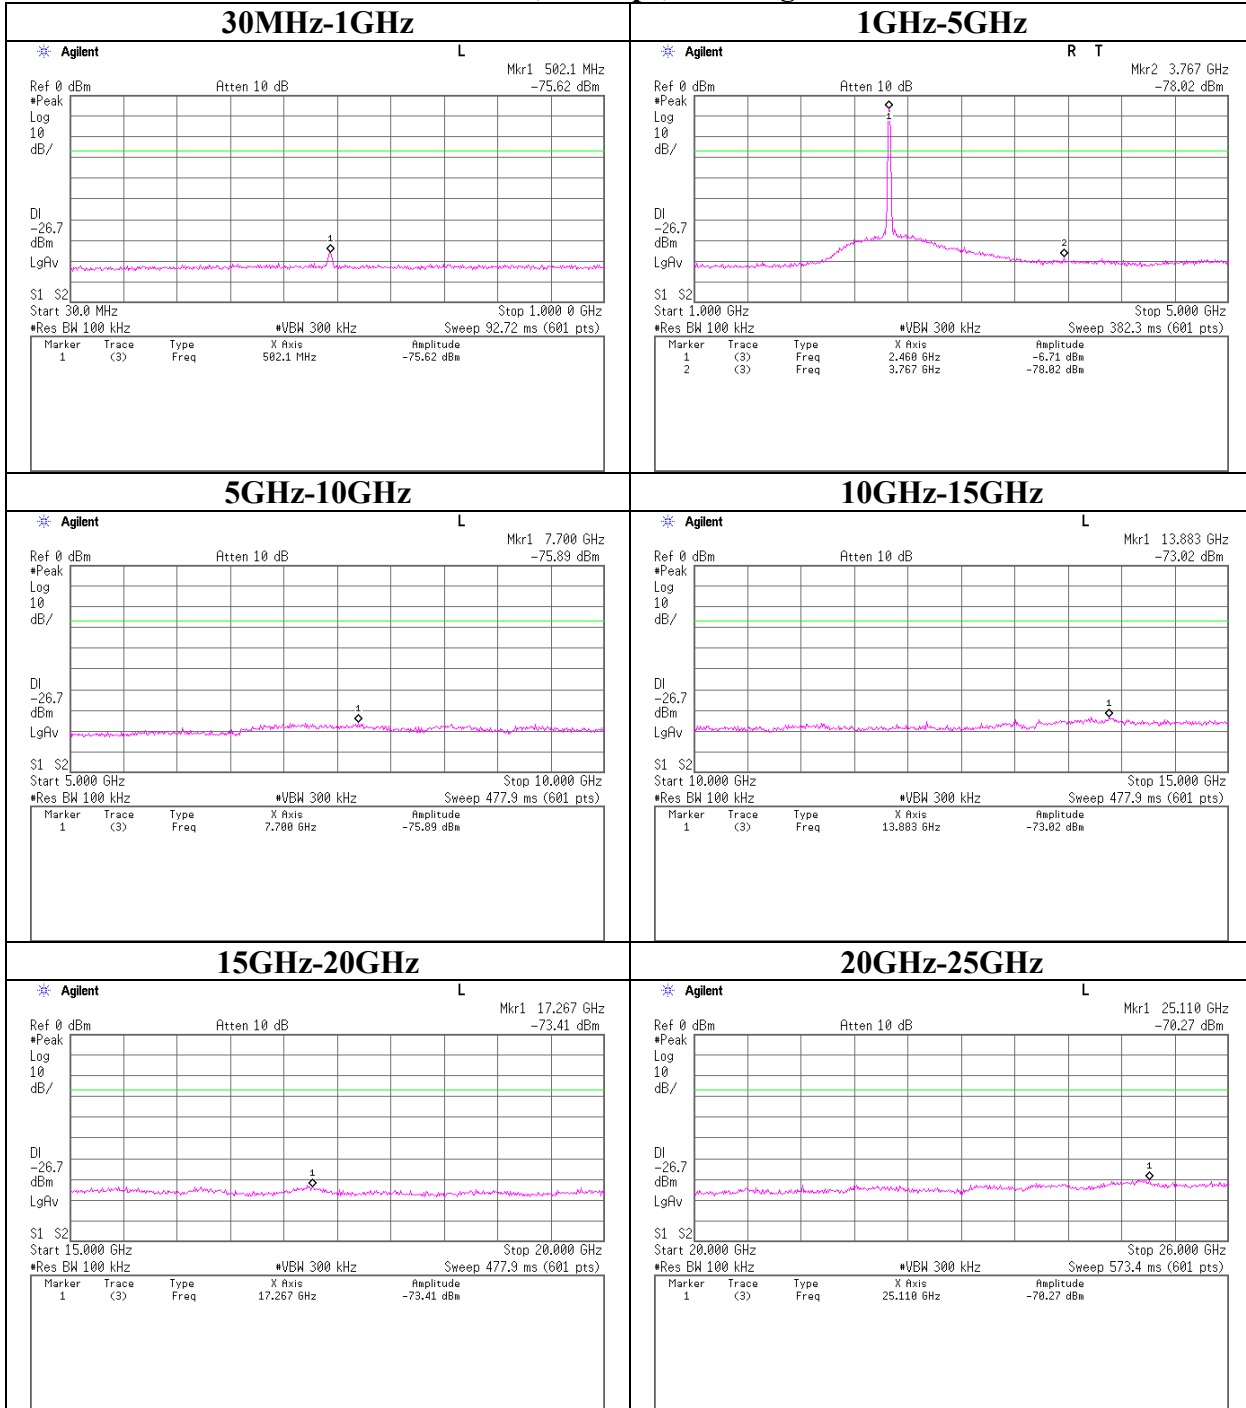 30MHz-1GHz
Agilent L
Mkr1 502.1 MHz
Ref 0 dBm Atten 10 dB -75.62 dBm
#Peak
Log
10
dB/
DI
-26.7
dBm
LgAv
S1 S2
1
Start 30.0 MHz Stop 1.000 0 GHz
#Res BW 100 kHz #VBW 300 kHz Sweep 92.72 ms (601 pts)
Marker Trace Type X Axis Amplitude
1 (3) Freq 502.1 MHz -75.62 dBm
1GHz-5GHz
Agilent R T
Mkr2 3.767 GHz
Ref 0 dBm Atten 10 dB -78.02 dBm
#Peak
Log
10
dB/
DI
-26.7
dBm
LgAv
S1 S2
1
2
Start 1.000 GHz Stop 5.000 GHz
#Res BW 100 kHz #VBW 300 kHz Sweep 382.3 ms (601 pts)
Marker Trace Type X Axis Amplitude
1 (3) Freq 2.460 GHz -6.71 dBm
2 (3) Freq 3.767 GHz -78.02 dBm
5GHz-10GHz
Agilent L
Mkr1 7.700 GHz
Ref 0 dBm Atten 10 dB -75.89 dBm
#Peak
Log
10
dB/
DI
-26.7
dBm
LgAv
S1 S2
1
Start 5.000 GHz Stop 10.000 GHz
#Res BW 100 kHz #VBW 300 kHz Sweep 477.9 ms (601 pts)
Marker Trace Type X Axis Amplitude
1 (3) Freq 7.700 GHz -75.89 dBm
10GHz-15GHz
Agilent L
Mkr1 13.883 GHz
Ref 0 dBm Atten 10 dB -73.02 dBm
#Peak
Log
10
dB/
DI
-26.7
dBm
LgAv
S1 S2
1
Start 10.000 GHz Stop 15.000 GHz
#Res BW 100 kHz #VBW 300 kHz Sweep 477.9 ms (601 pts)
Marker Trace Type X Axis Amplitude
1 (3) Freq 13.883 GHz -73.02 dBm
15GHz-20GHz
Agilent L
Mkr1 17.267 GHz
Ref 0 dBm Atten 10 dB -73.41 dBm
#Peak
Log
10
dB/
DI
-26.7
dBm
LgAv
S1 S2
1
Start 15.000 GHz Stop 20.000 GHz
#Res BW 100 kHz #VBW 300 kHz Sweep 477.9 ms (601 pts)
Marker Trace Type X Axis Amplitude
1 (3) Freq 17.267 GHz -73.41 dBm
20GHz-25GHz
Agilent L
Mkr1 25.110 GHz
Ref 0 dBm Atten 10 dB -70.27 dBm
#Peak
Log
10
dB/
DI
-26.7
dBm
LgAv
S1 S2
1
Start 20.000 GHz Stop 26.000 GHz
#Res BW 100 kHz #VBW 300 kHz Sweep 573.4 ms (601 pts)
Marker Trace Type X Axis Amplitude
1 (3) Freq 25.110 GHz -70.27 dBm